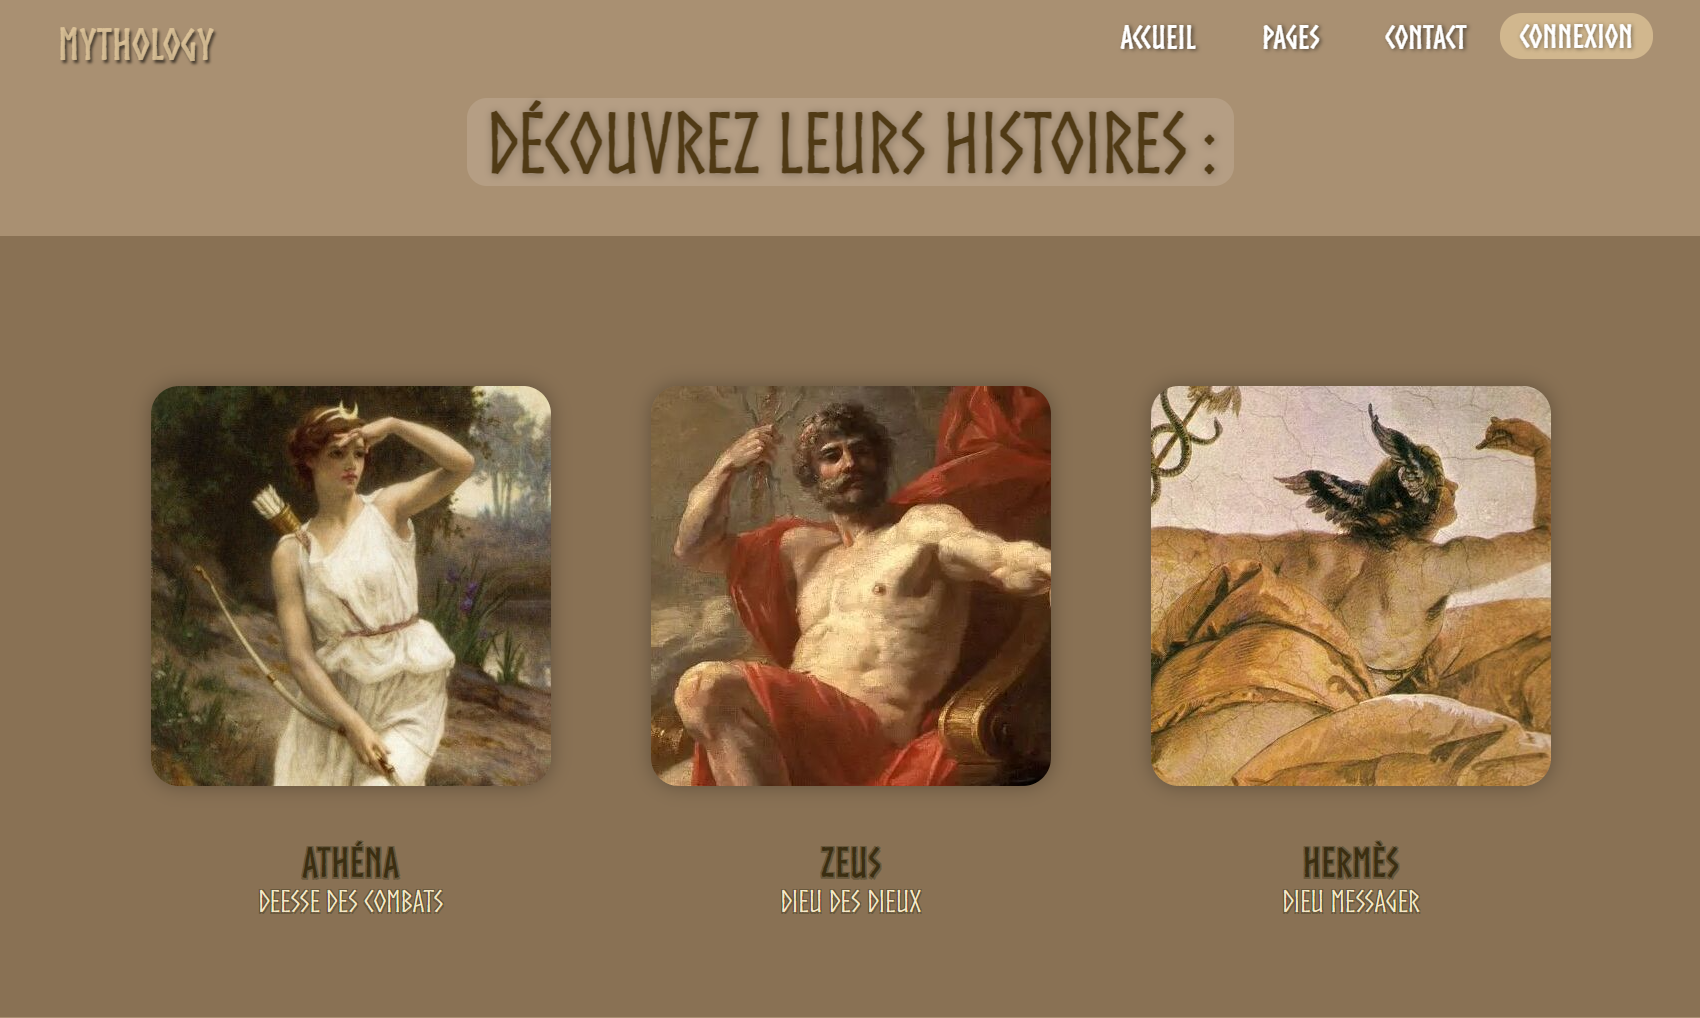 MYTHOLOGY
ACCUEIL PAGES CONTACT CONNEXION
DÉCOUVREZ LEURS HISTOIRES :
ATHÉNA
DEESSE DES COMBATS
ZEUS
DIEU DES DIEUX
HERMÈS
DIEU MESSAGER